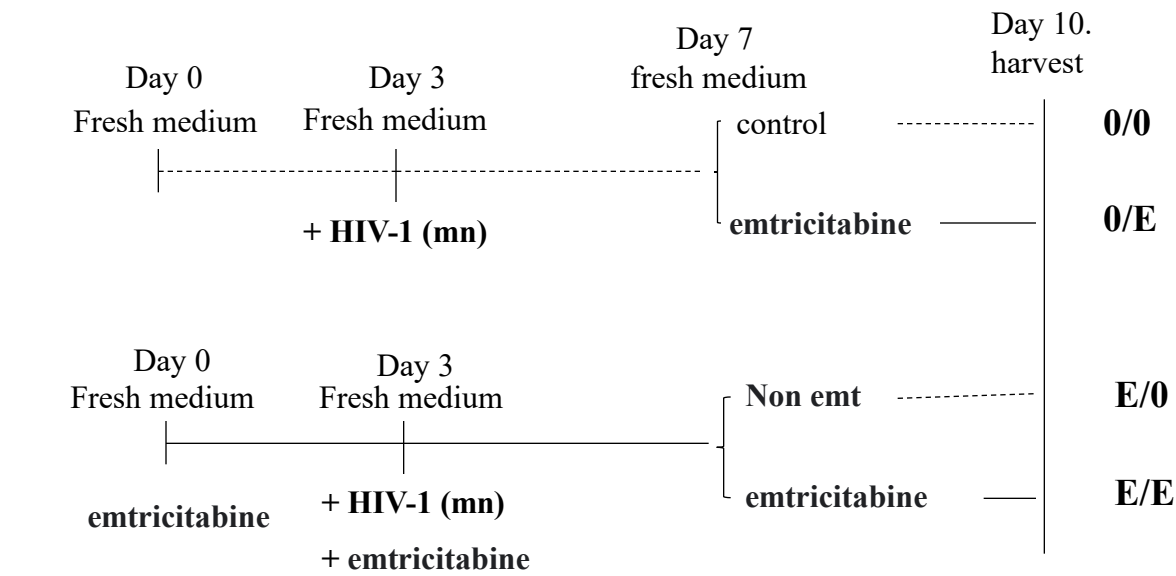 Day 0
Fresh medium
Day 3
Fresh medium
+ HIV-1 (mn)
Day 7
fresh medium
control
emtricitabine
Day 10.
harvest
0/0
0/E
Day 0
Fresh medium
emtricitabine
Day 3
Fresh medium
+ HIV-1 (mn)
+ emtricitabine
Non emt
emtricitabine
E/0
E/E